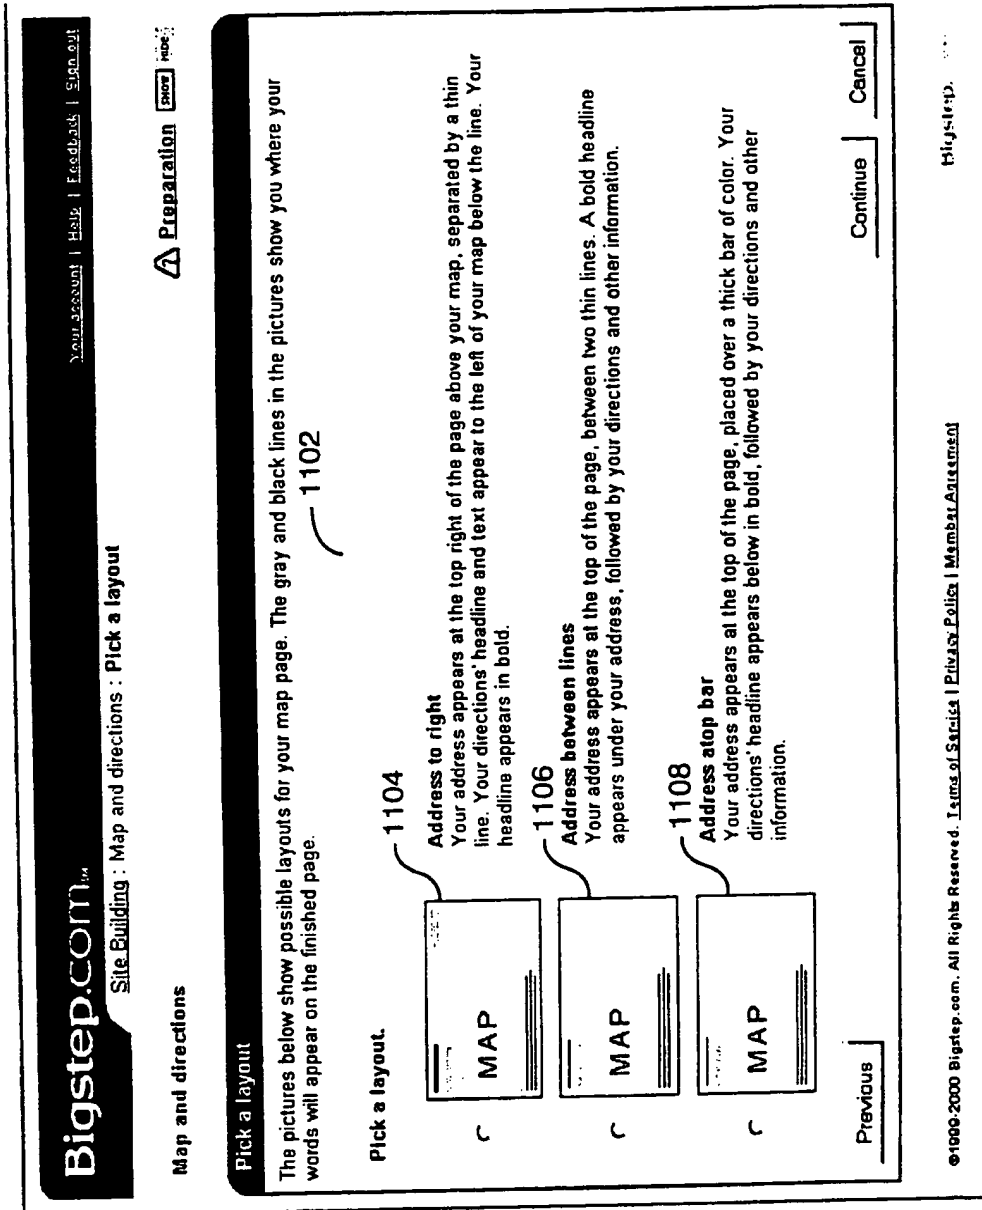 Bigstep.com
SM
Your account | Help | Feedback | Sign out
Site Building : Map and directions : Pick a layout
Map and directions
Preparation SHOW HIDE
Pick a layout
The pictures below show possible layouts for your map page. The gray and black lines in the pictures show you where your
words will appear on the finished page.
1102
Pick a layout.
1104
MAP
Address to right
Your address appears at the top right of the page above your map, separated by a thin
line. Your directions' headline and text appear to the left of your map below the line. Your
headline appears in bold.
1106
MAP
Address between lines
Your address appears at the top of the page, between two thin lines. A bold headline
appears under your address, followed by your directions and other information.
1108
MAP
Address atop bar
Your address appears at the top of the page, placed over a thick bar of color. Your
directions' headline appears below in bold, followed by your directions and other
information.
Previous
Continue
Cancel
©1999-2000 Bigstep.com. All Rights Reserved. Terms of Service | Privacy Police | Member Agreement
Bigstep.